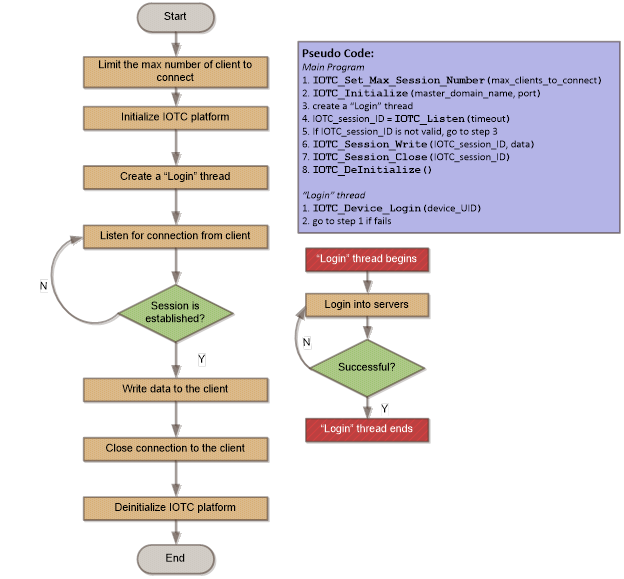 Start
Limit the max number of client to
connect
Initialize IOTC platform
Create a “Login” thread
Listen for connection from client
N
Session is
established?
Y
Write data to the client
Close connection to the client
Deinitialize IOTC platform
End
Pseudo Code:
Main Program
1. IOTC_Set_Max_Session_Number (max_clients_to_connect)
2. IOTC_Initialize (master_domain_name, port)
3. create a “Login” thread
4. IOTC_session_ID = IOTC_Listen (timeout)
5. If IOTC_session_ID is not valid, go to step 3
6. IOTC_Session_Write (IOTC_session_ID, data)
7. IOTC_Session_Close (IOTC_session_ID)
8. IOTC_DeInitialize ()
“Login” thread
1. IOTC_Device_Login (device_UID)
2. go to step 1 if fails
“Login” thread begins
Login into servers
N
Successful?
Y
“Login” thread ends